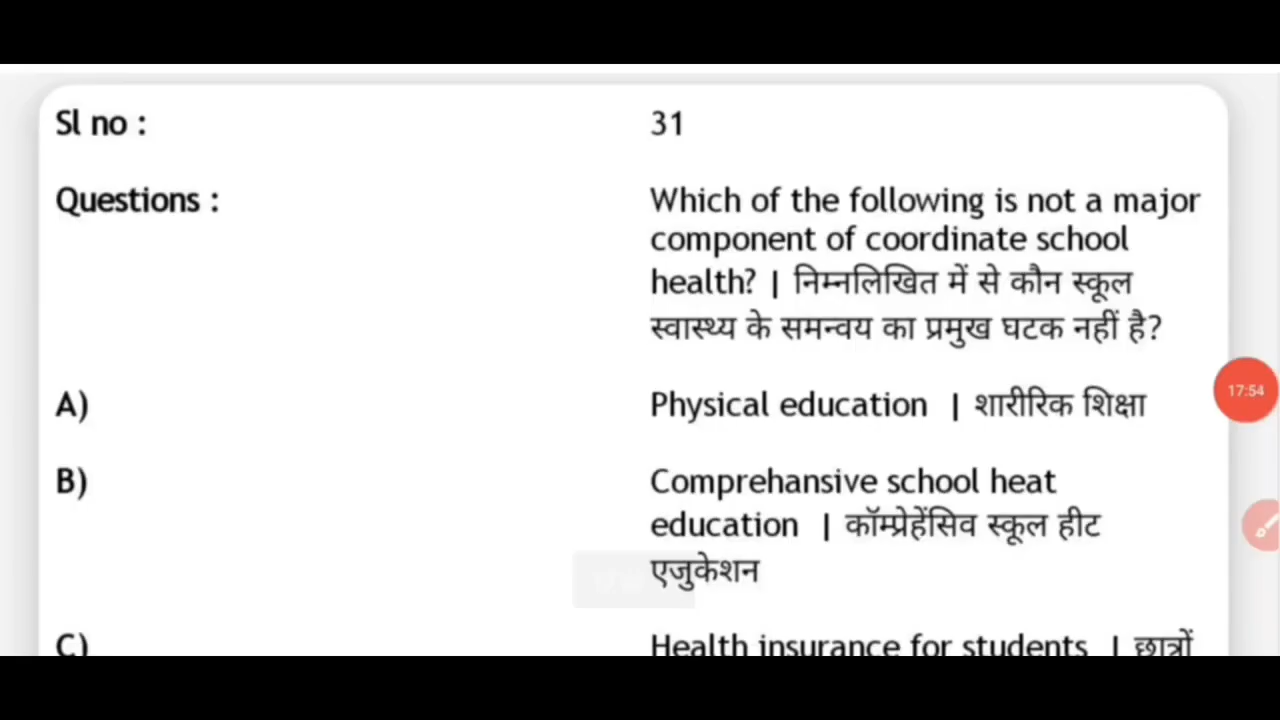 Sl no :
31
Questions :
Which of the following is not a major
component of coordinate school
health? | निम्नलिखित में से कौन स्कूल
स्वास्थ्य के समन्वय का प्रमुख घटक नहीं है?
A)
Physical education | शारीरिक शिक्षा
17:54
B)
Comprehansive school heat
education | कॉम्प्रेहेंसिव स्कूल हीट
एजुकेशन
C)
Health insurance for students | छात्रों